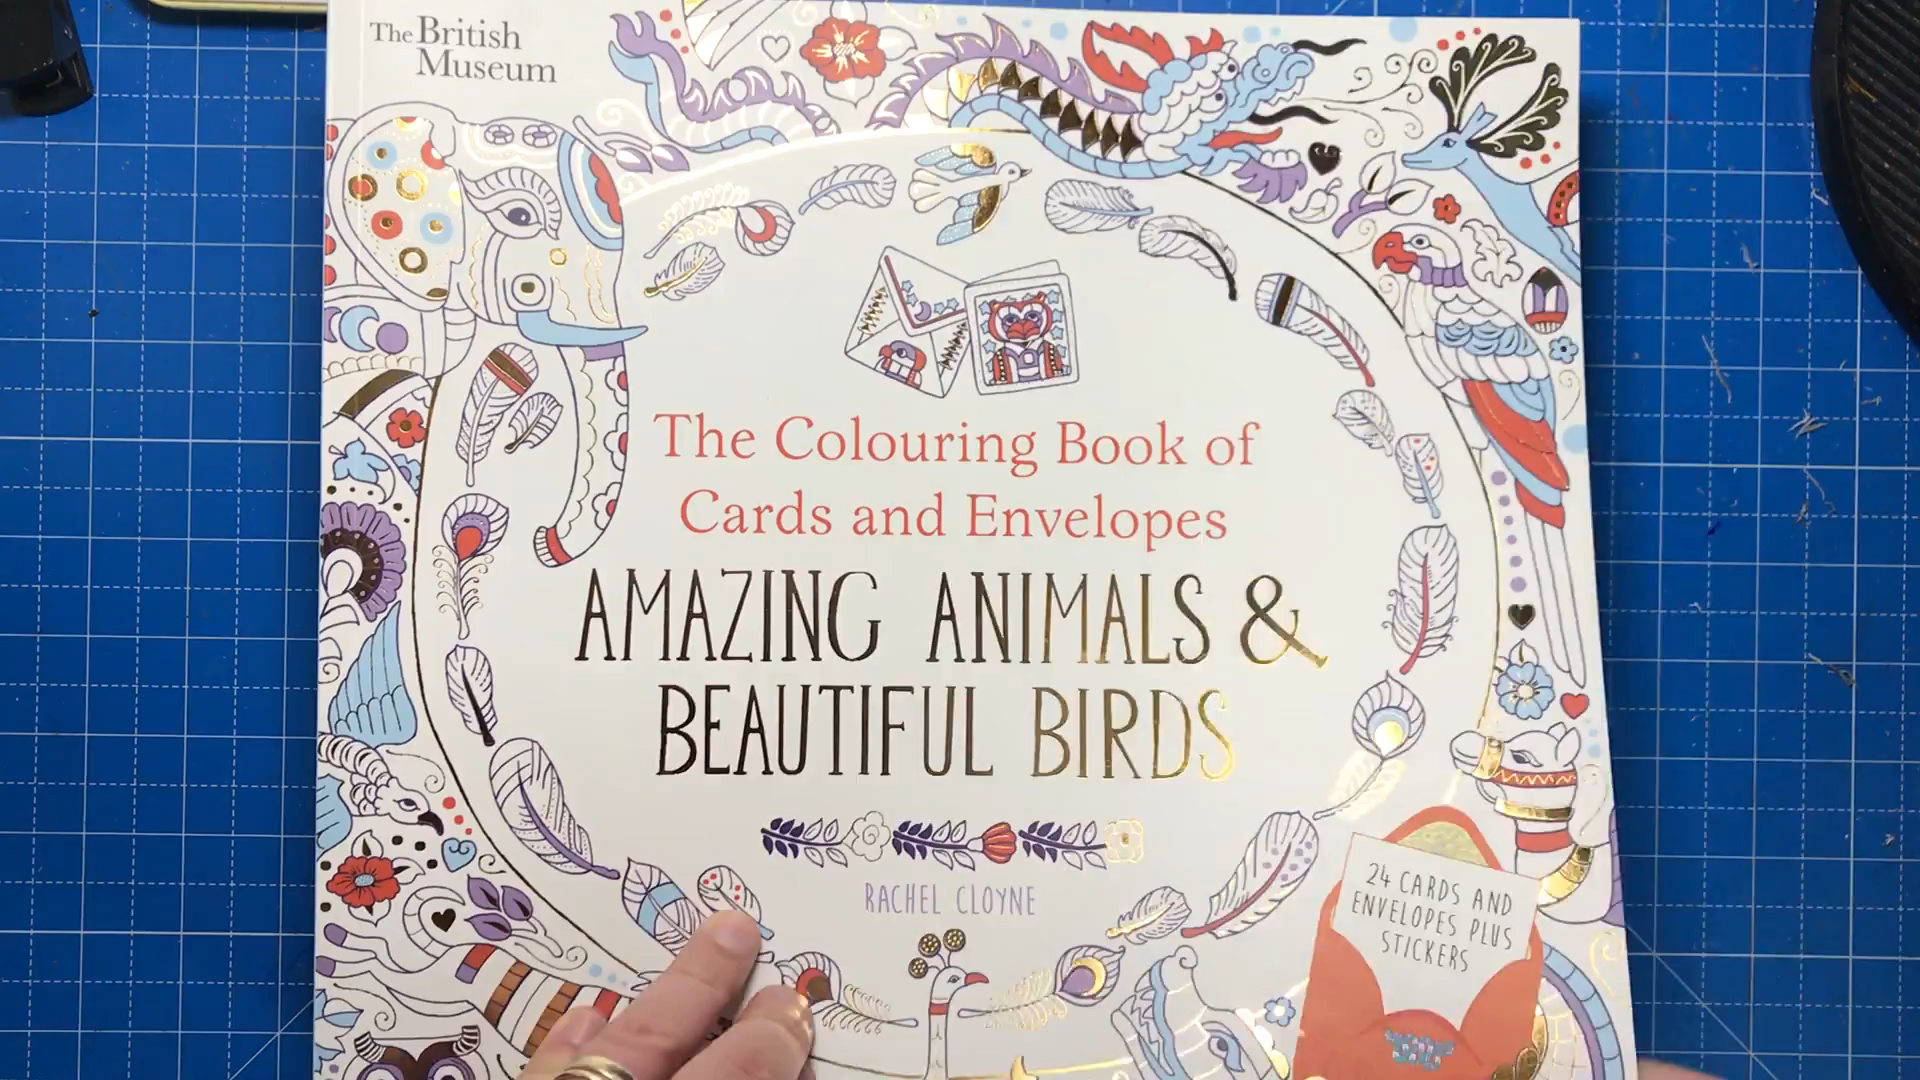 The British
Museum
The Colouring Book of
Cards and Envelopes
AMAZING ANIMALS &
BEAUTIFUL BIRDS
RACHEL CLOYNE
24 CARDS AND
ENVELOPES PLUS
STICKERS